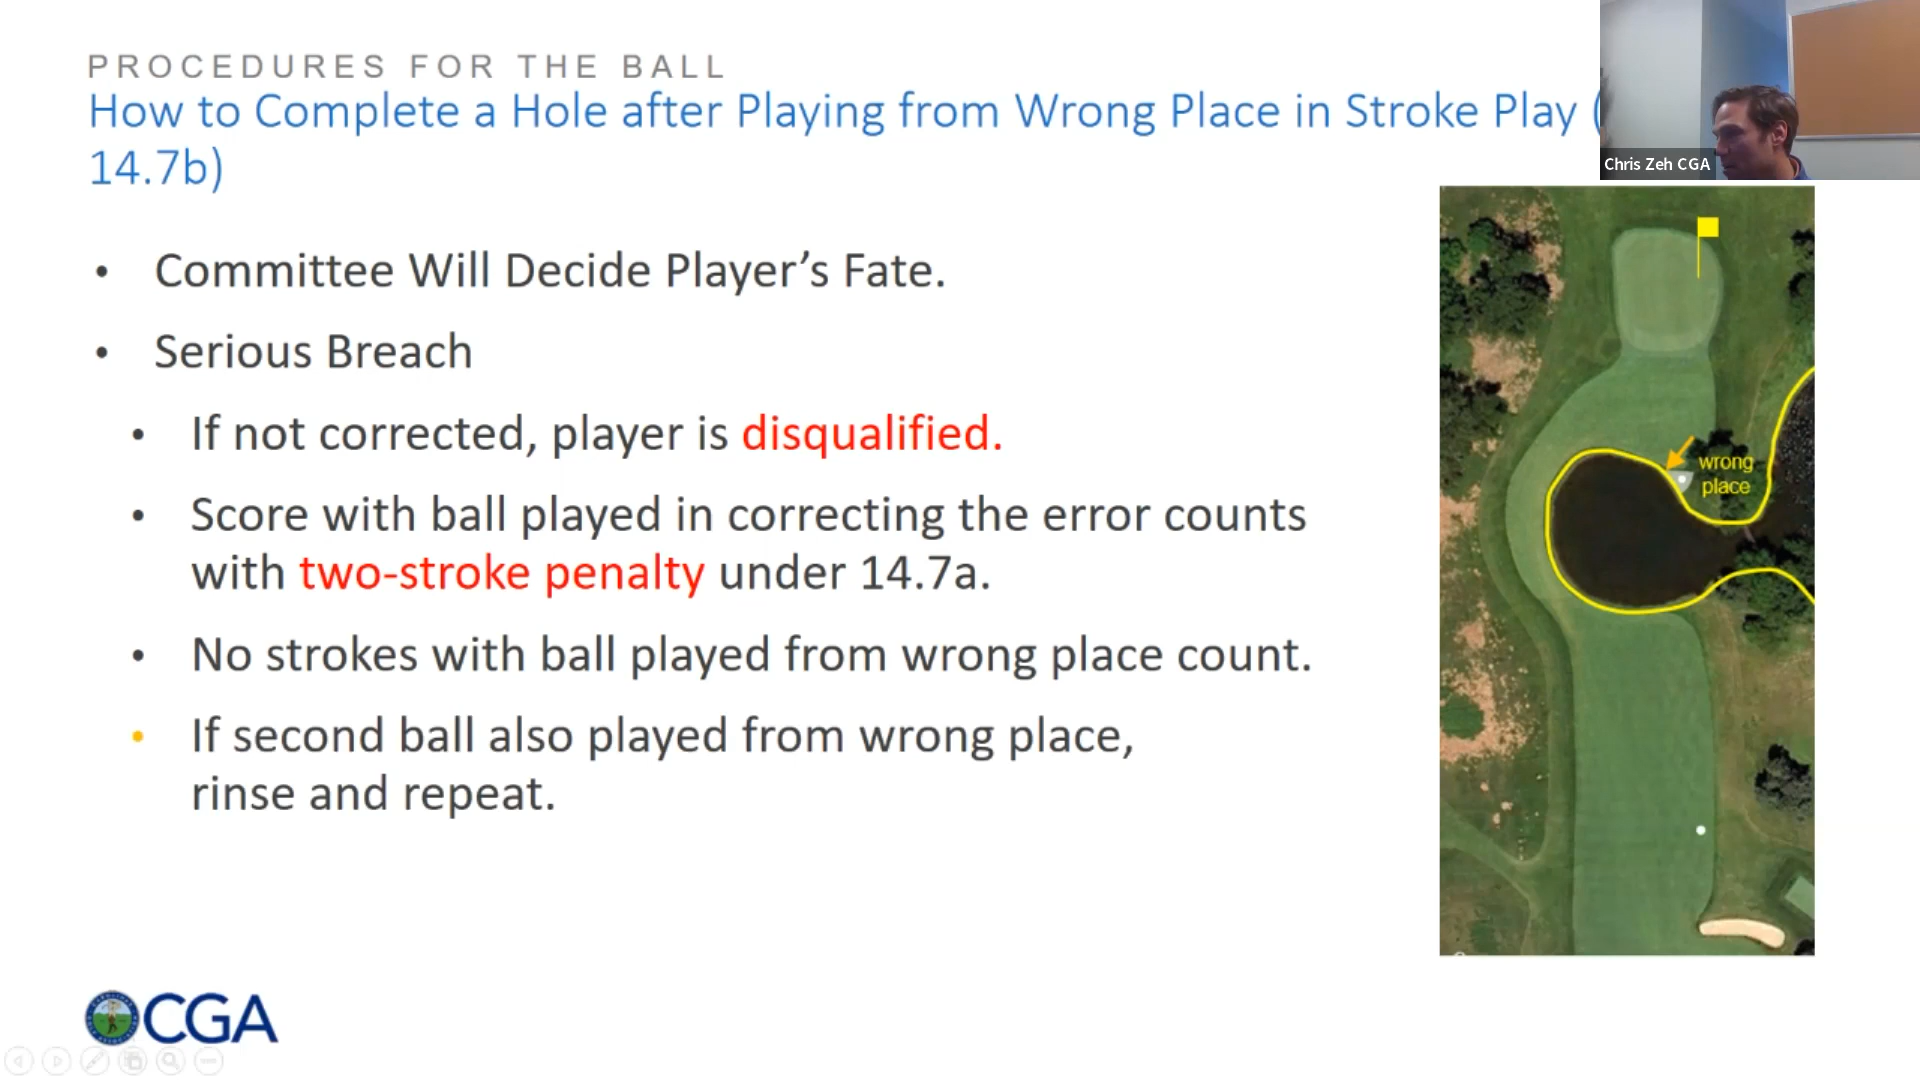 PROCEDURES FOR THE BALL
How to Complete a Hole after Playing from Wrong Place in Stroke Play (
14.7b)
Chris Zeh CGA
• Committee Will Decide Player’s Fate.
• Serious Breach
• If not corrected, player is disqualified.
• Score with ball played in correcting the error counts
with two-stroke penalty under 14.7a.
• No strokes with ball played from wrong place count.
• If second ball also played from wrong place,
rinse and repeat.
wrong
place
CGA